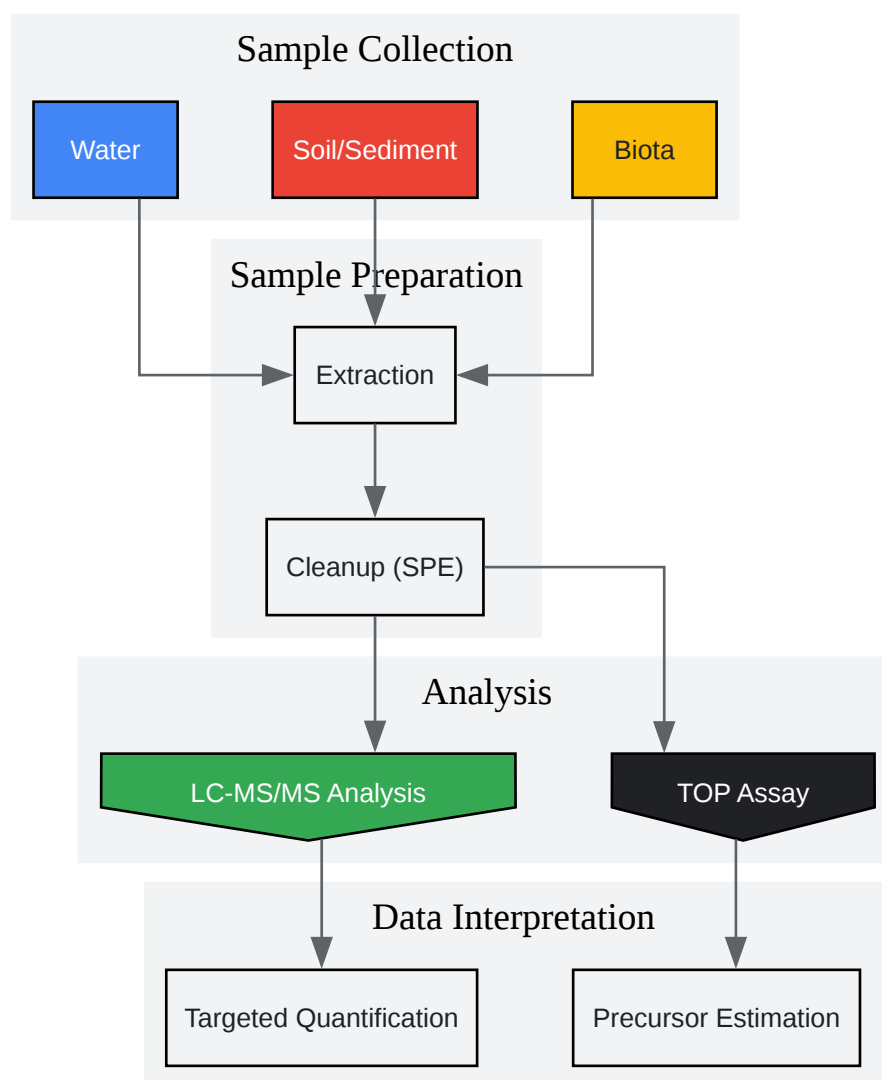 Sample Collection
Water
Soil/Sediment
Biota
Sample Preparation
Extraction
Cleanup (SPE)
Analysis
LC-MS/MS Analysis
TOP Assay
Data Interpretation
Targeted Quantification
Precursor Estimation